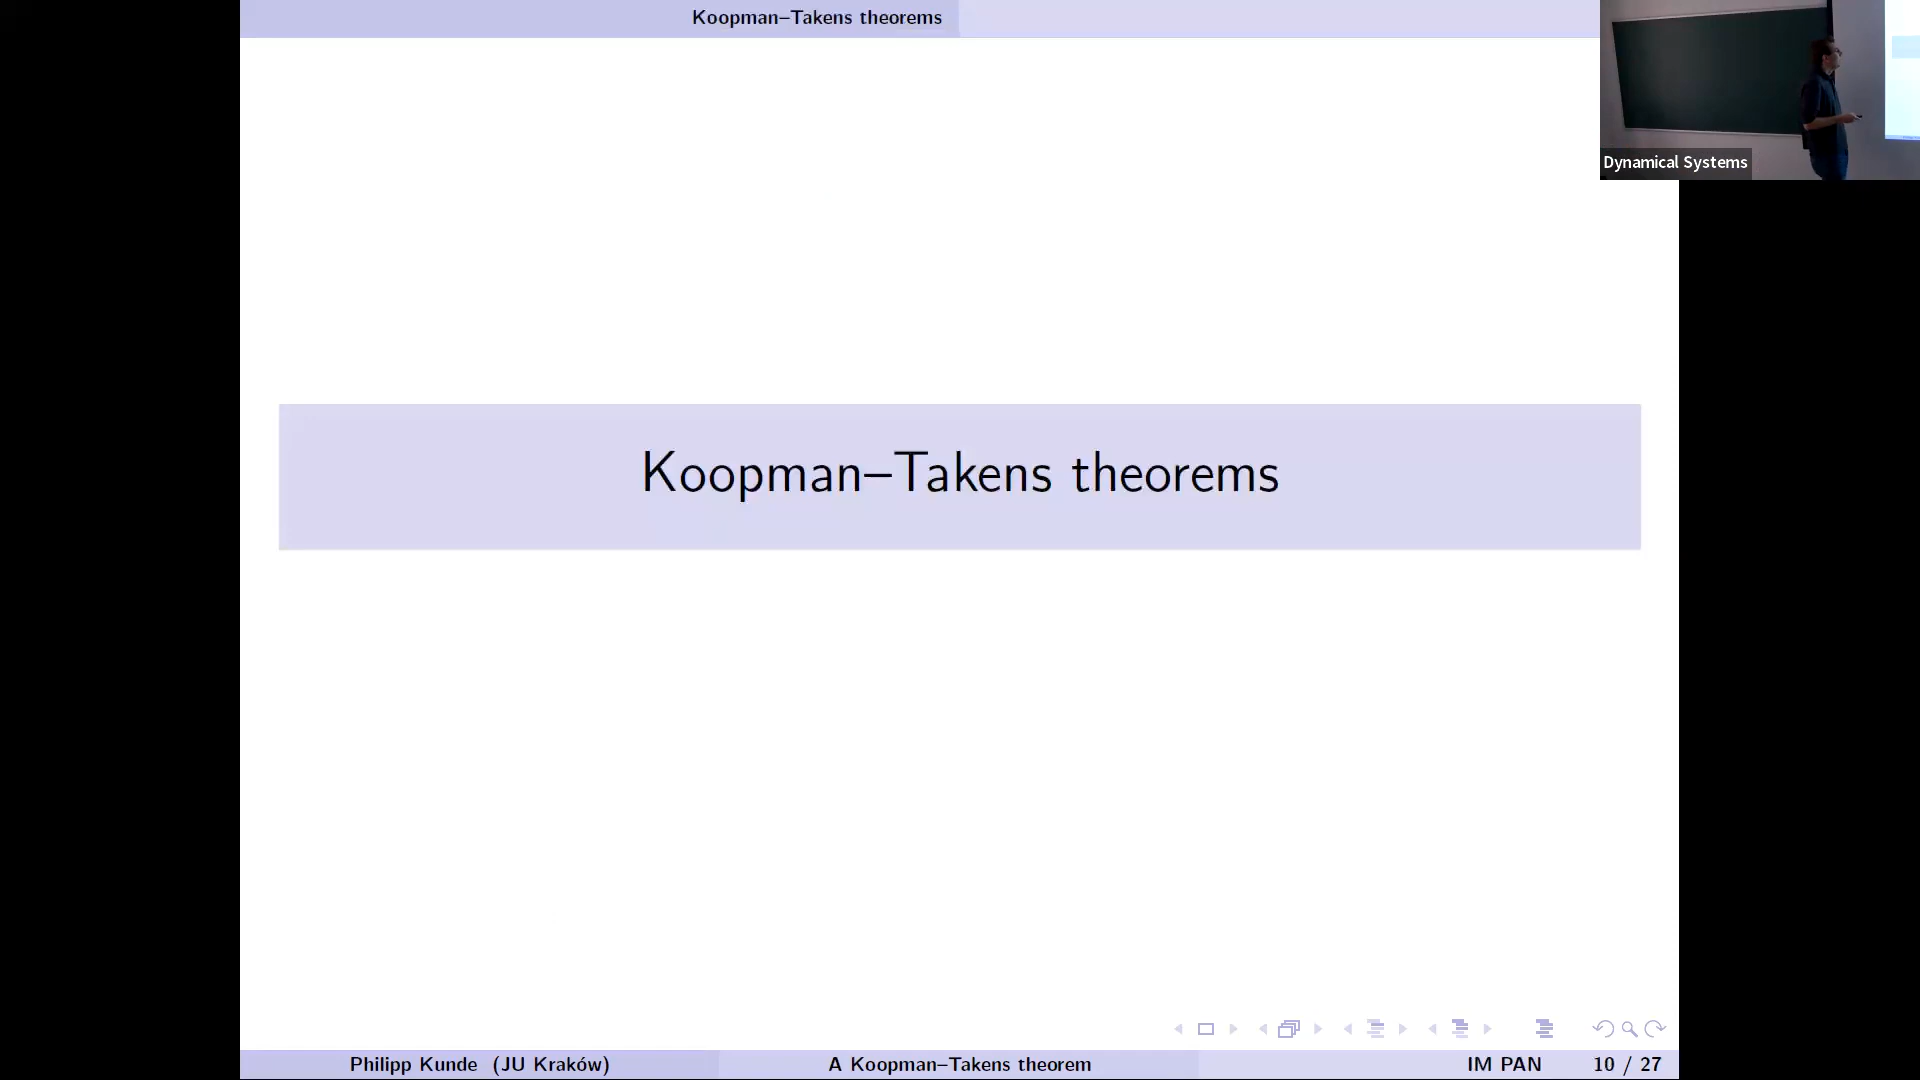 Koopman–Takens theorems
Dynamical Systems
Koopman–Takens theorems
Philipp Kunde (JU Kraków)
A Koopman–Takens theorem
IM PAN
10 / 27